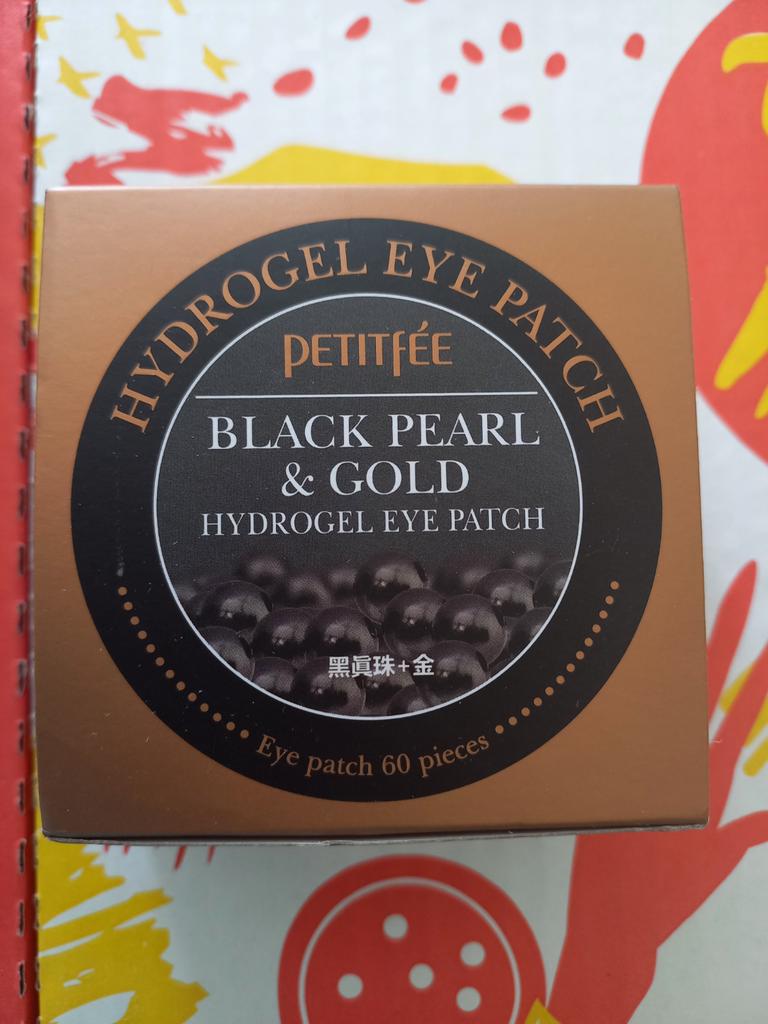 HYDROGEL EYE PATCH
PETITFÉE
BLACK PEARL
& GOLD
HYDROGEL EYE PATCH
黑眞珠+金
Eye patch 60 pieces